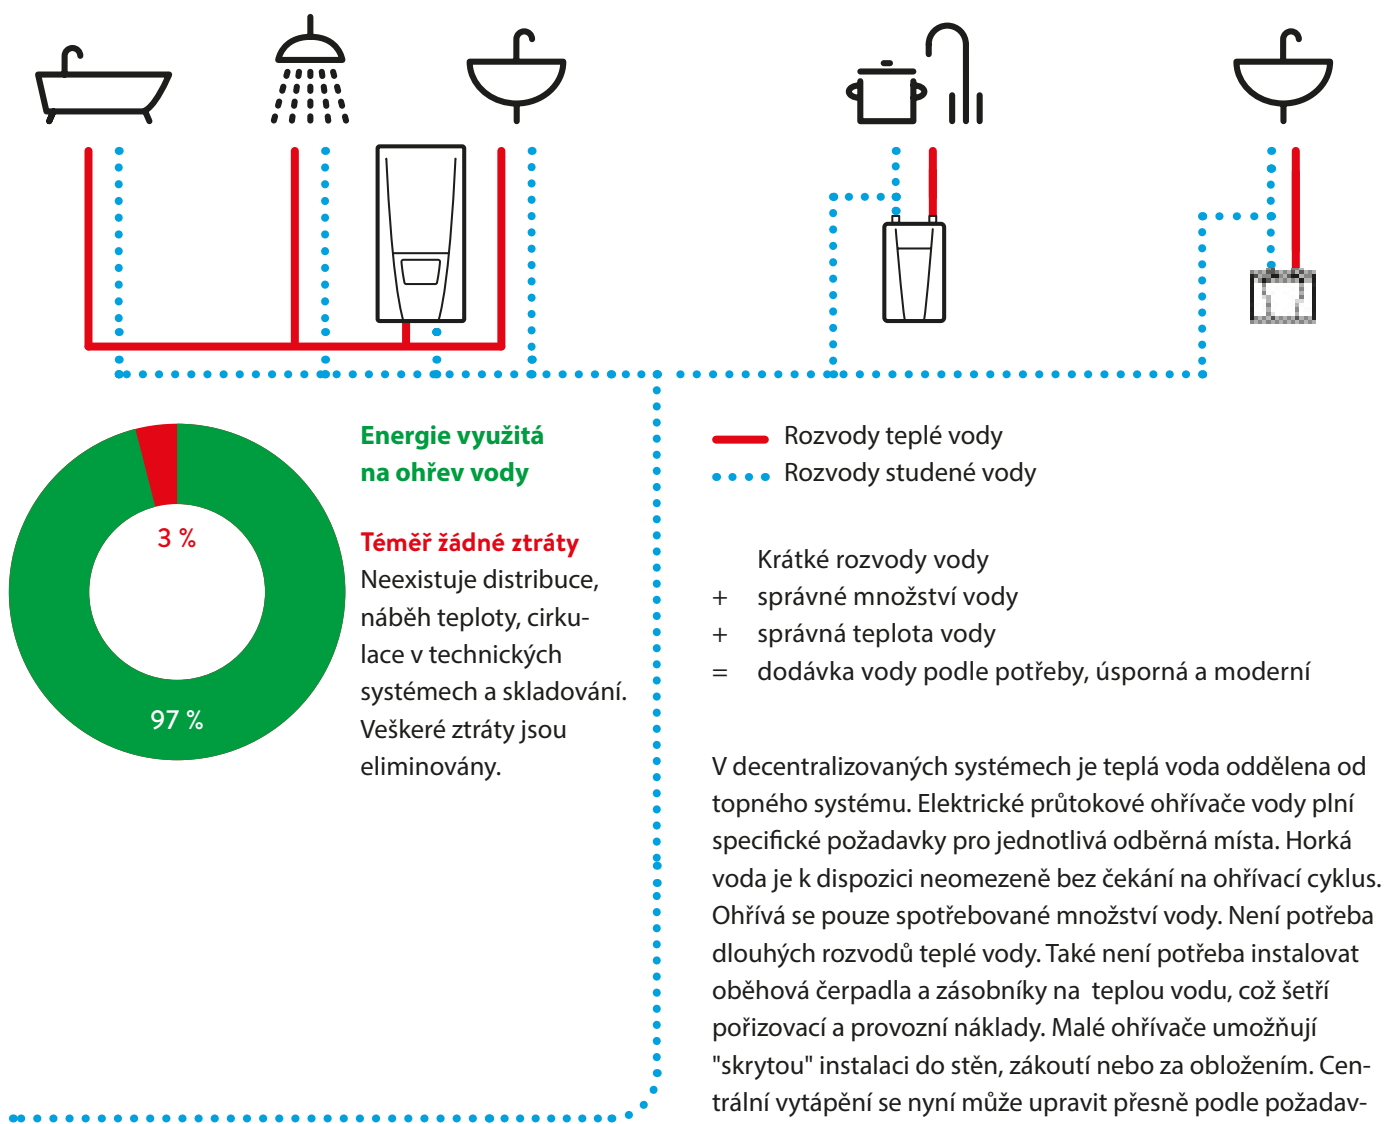 3 %
97 %
Energie využitá
na ohřev vody
Téměř žádné ztráty
Neexistuje distribuce,
náběh teploty, cirku-
lace v technických
systémech a skladování.
Veškeré ztráty jsou
eliminovány.
Rozvody teplé vody
Rozvody studené vody
Krátké rozvody vody
+ správné množství vody
+ správná teplota vody
= dodávka vody podle potřeby, úsporná a moderní
V decentralizovaných systémech je teplá voda oddělena od
topného systému. Elektrické průtokové ohřívače vody plní
specifické požadavky pro jednotlivá odběrná místa. Horká
voda je k dispozici neomezeně bez čekání na ohřívací cyklus.
Ohřívá se pouze spotřebované množství vody. Není potřeba
dlouhých rozvodů teplé vody. Také není potřeba instalovat
oběhová čerpadla a zásobníky na  teplou vodu, což šetří
pořizovací a provozní náklady. Malé ohřívače umožňují
"skrytou" instalaci do stěn, zákoutí nebo za obložením. Cen-
trální vytápění se nyní může upravit přesně podle požadav-